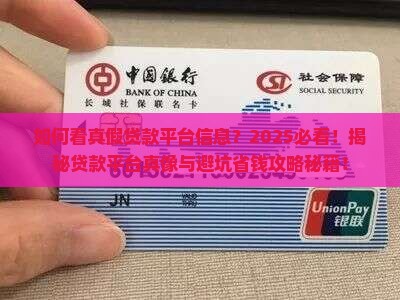 中国银行
BANK OF CHINA
社会保障
SOCIAL SECURITY
长城 社保联名卡
如何看真假贷款平台信息？2025必看！揭
秘贷款平台真像与避坑省钱攻略秘籍！
JN
UnionPay
银联